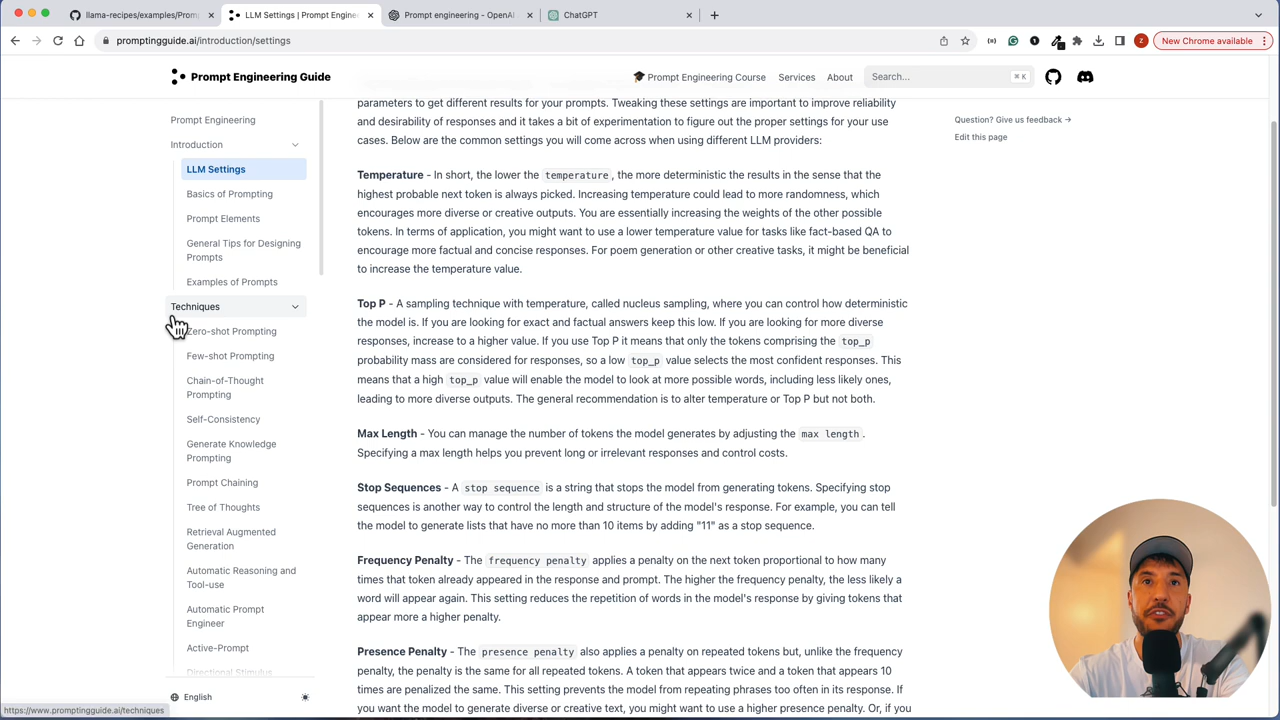 llama-recipes/examples/Prom
LLM Settings | Prompt Engine
Prompt engineering - OpenAI
ChatGPT
promptingguide.ai/introduction/settings
New Chrome available
Prompt Engineering Guide
Prompt Engineering Course
Services
About
Search...
⌘ K
Prompt Engineering
Introduction
LLM Settings
Basics of Prompting
Prompt Elements
General Tips for Designing
Prompts
Examples of Prompts
Techniques
Zero-shot Prompting
Few-shot Prompting
Chain-of-Thought
Prompting
Self-Consistency
Generate Knowledge
Prompting
Prompt Chaining
Tree of Thoughts
Retrieval Augmented
Generation
Automatic Reasoning and
Tool-use
Automatic Prompt
Engineer
Active-Prompt
Directional Stimulus
English
https://www.promptingguide.ai/techniques
parameters to get different results for your prompts. Tweaking these settings are important to improve reliability
and desirability of responses and it takes a bit of experimentation to figure out the proper settings for your use
cases. Below are the common settings you will come across when using different LLM providers:
Temperature - In short, the lower the temperature, the more deterministic the results in the sense that the
highest probable next token is always picked. Increasing temperature could lead to more randomness, which
encourages more diverse or creative outputs. You are essentially increasing the weights of the other possible
tokens. In terms of application, you might want to use a lower temperature value for tasks like fact-based QA to
encourage more factual and concise responses. For poem generation or other creative tasks, it might be beneficial
to increase the temperature value.
Top P - A sampling technique with temperature, called nucleus sampling, where you can control how deterministic
the model is. If you are looking for exact and factual answers keep this low. If you are looking for more diverse
responses, increase to a higher value. If you use Top P it means that only the tokens comprising the top_p
probability mass are considered for responses, so a low top_p value selects the most confident responses. This
means that a high top_p value will enable the model to look at more possible words, including less likely ones,
leading to more diverse outputs. The general recommendation is to alter temperature or Top P but not both.
Max Length - You can manage the number of tokens the model generates by adjusting the max length.
Specifying a max length helps you prevent long or irrelevant responses and control costs.
Stop Sequences - A stop sequence is a string that stops the model from generating tokens. Specifying stop
sequences is another way to control the length and structure of the model's response. For example, you can tell
the model to generate lists that have no more than 10 items by adding "11" as a stop sequence.
Frequency Penalty - The frequency penalty applies a penalty on the next token proportional to how many
times that token already appeared in the response and prompt. The higher the frequency penalty, the less likely a
word will appear again. This setting reduces the repetition of words in the model's response by giving tokens that
appear more a higher penalty.
Presence Penalty - The presence penalty also applies a penalty on repeated tokens but, unlike the frequency
penalty, the penalty is the same for all repeated tokens. A token that appears twice and a token that appears 10
times are penalized the same. This setting prevents the model from repeating phrases too often in its response. If
you want the model to generate diverse or creative text, you might want to use a higher presence penalty. Or, if you
Question? Give us feedback →
Edit this page